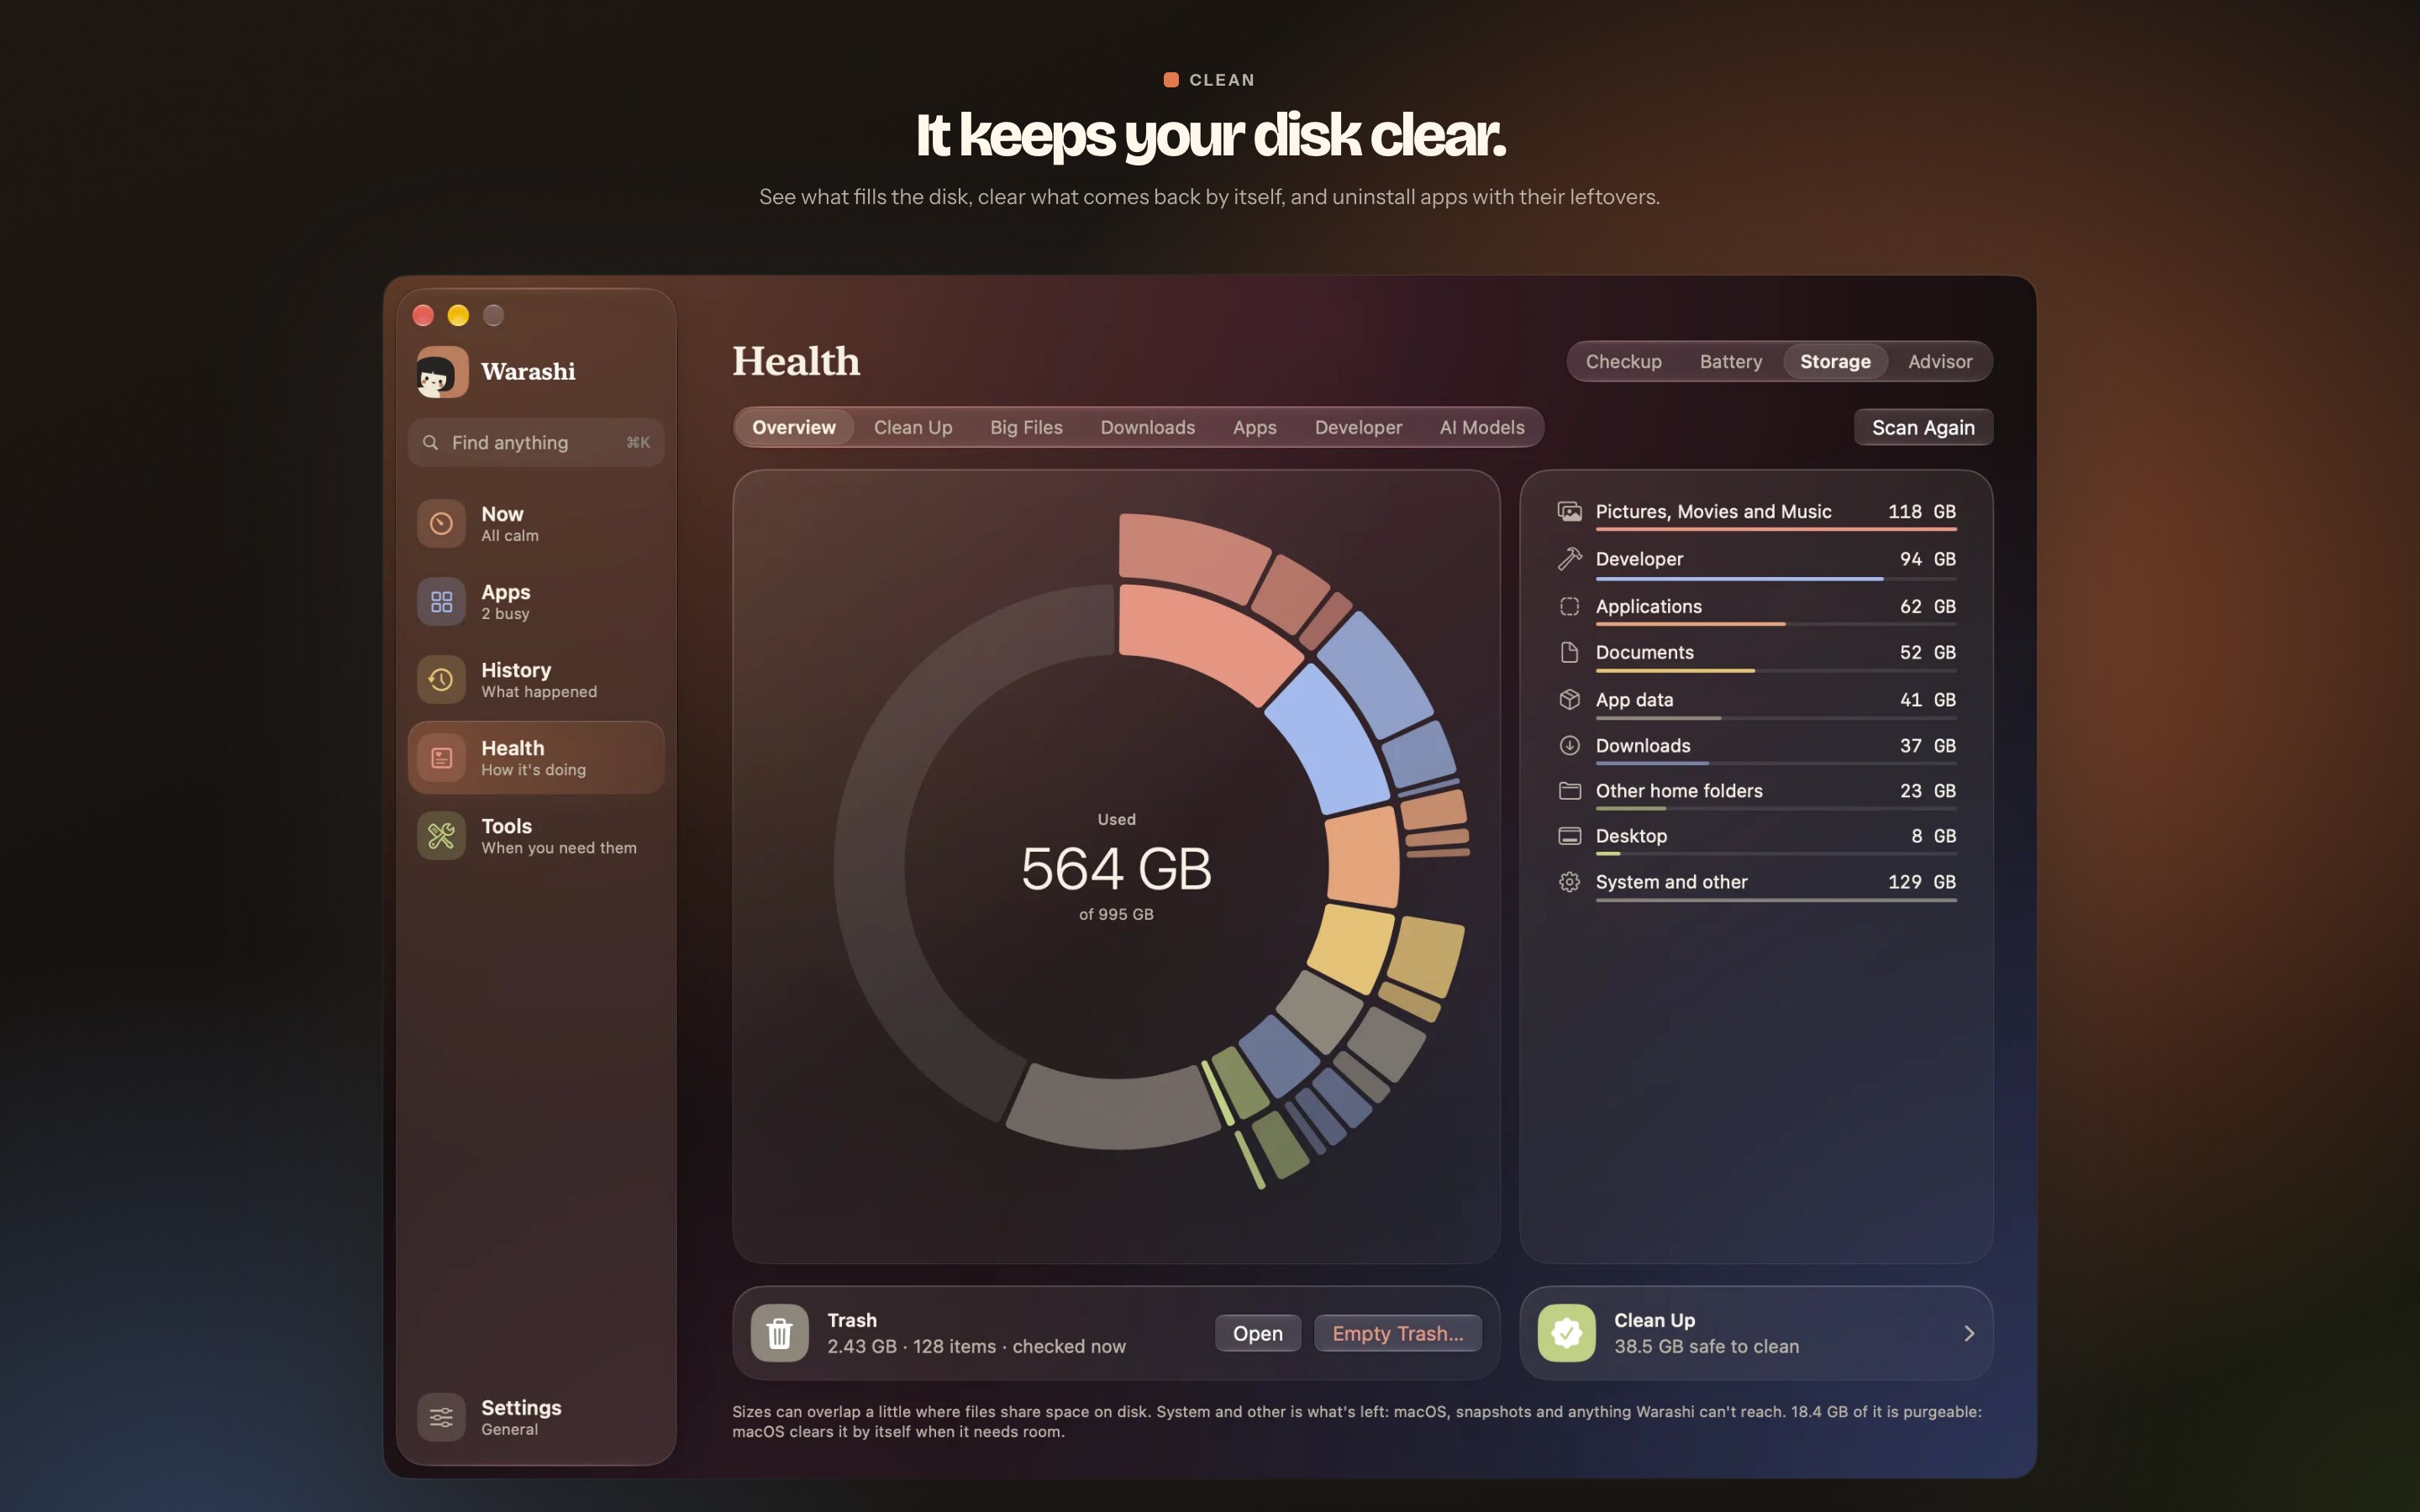 CLEAN
It keeps your disk clear.
See what fills the disk, clear what comes back by itself, and uninstall apps with their leftovers.
Warashi
Find anything ⌘K
Now
All calm
Apps
2 busy
History
What happened
Health
How it's doing
Tools
When you need them
Settings
General
Health
Checkup Battery Storage Advisor
Overview Clean Up Big Files Downloads Apps Developer AI Models
Scan Again
Used
564 GB
of 995 GB
Pictures, Movies and Music 118 GB
Developer 94 GB
Applications 62 GB
Documents 52 GB
App data 41 GB
Downloads 37 GB
Other home folders 23 GB
Desktop 8 GB
System and other 129 GB
Trash
2.43 GB · 128 items · checked now
Open Empty Trash...
Clean Up
38.5 GB safe to clean
Sizes can overlap a little where files share space on disk. System and other is what's left: macOS, snapshots and anything Warashi can't reach. 18.4 GB of it is purgeable:
macOS clears it by itself when it needs room.